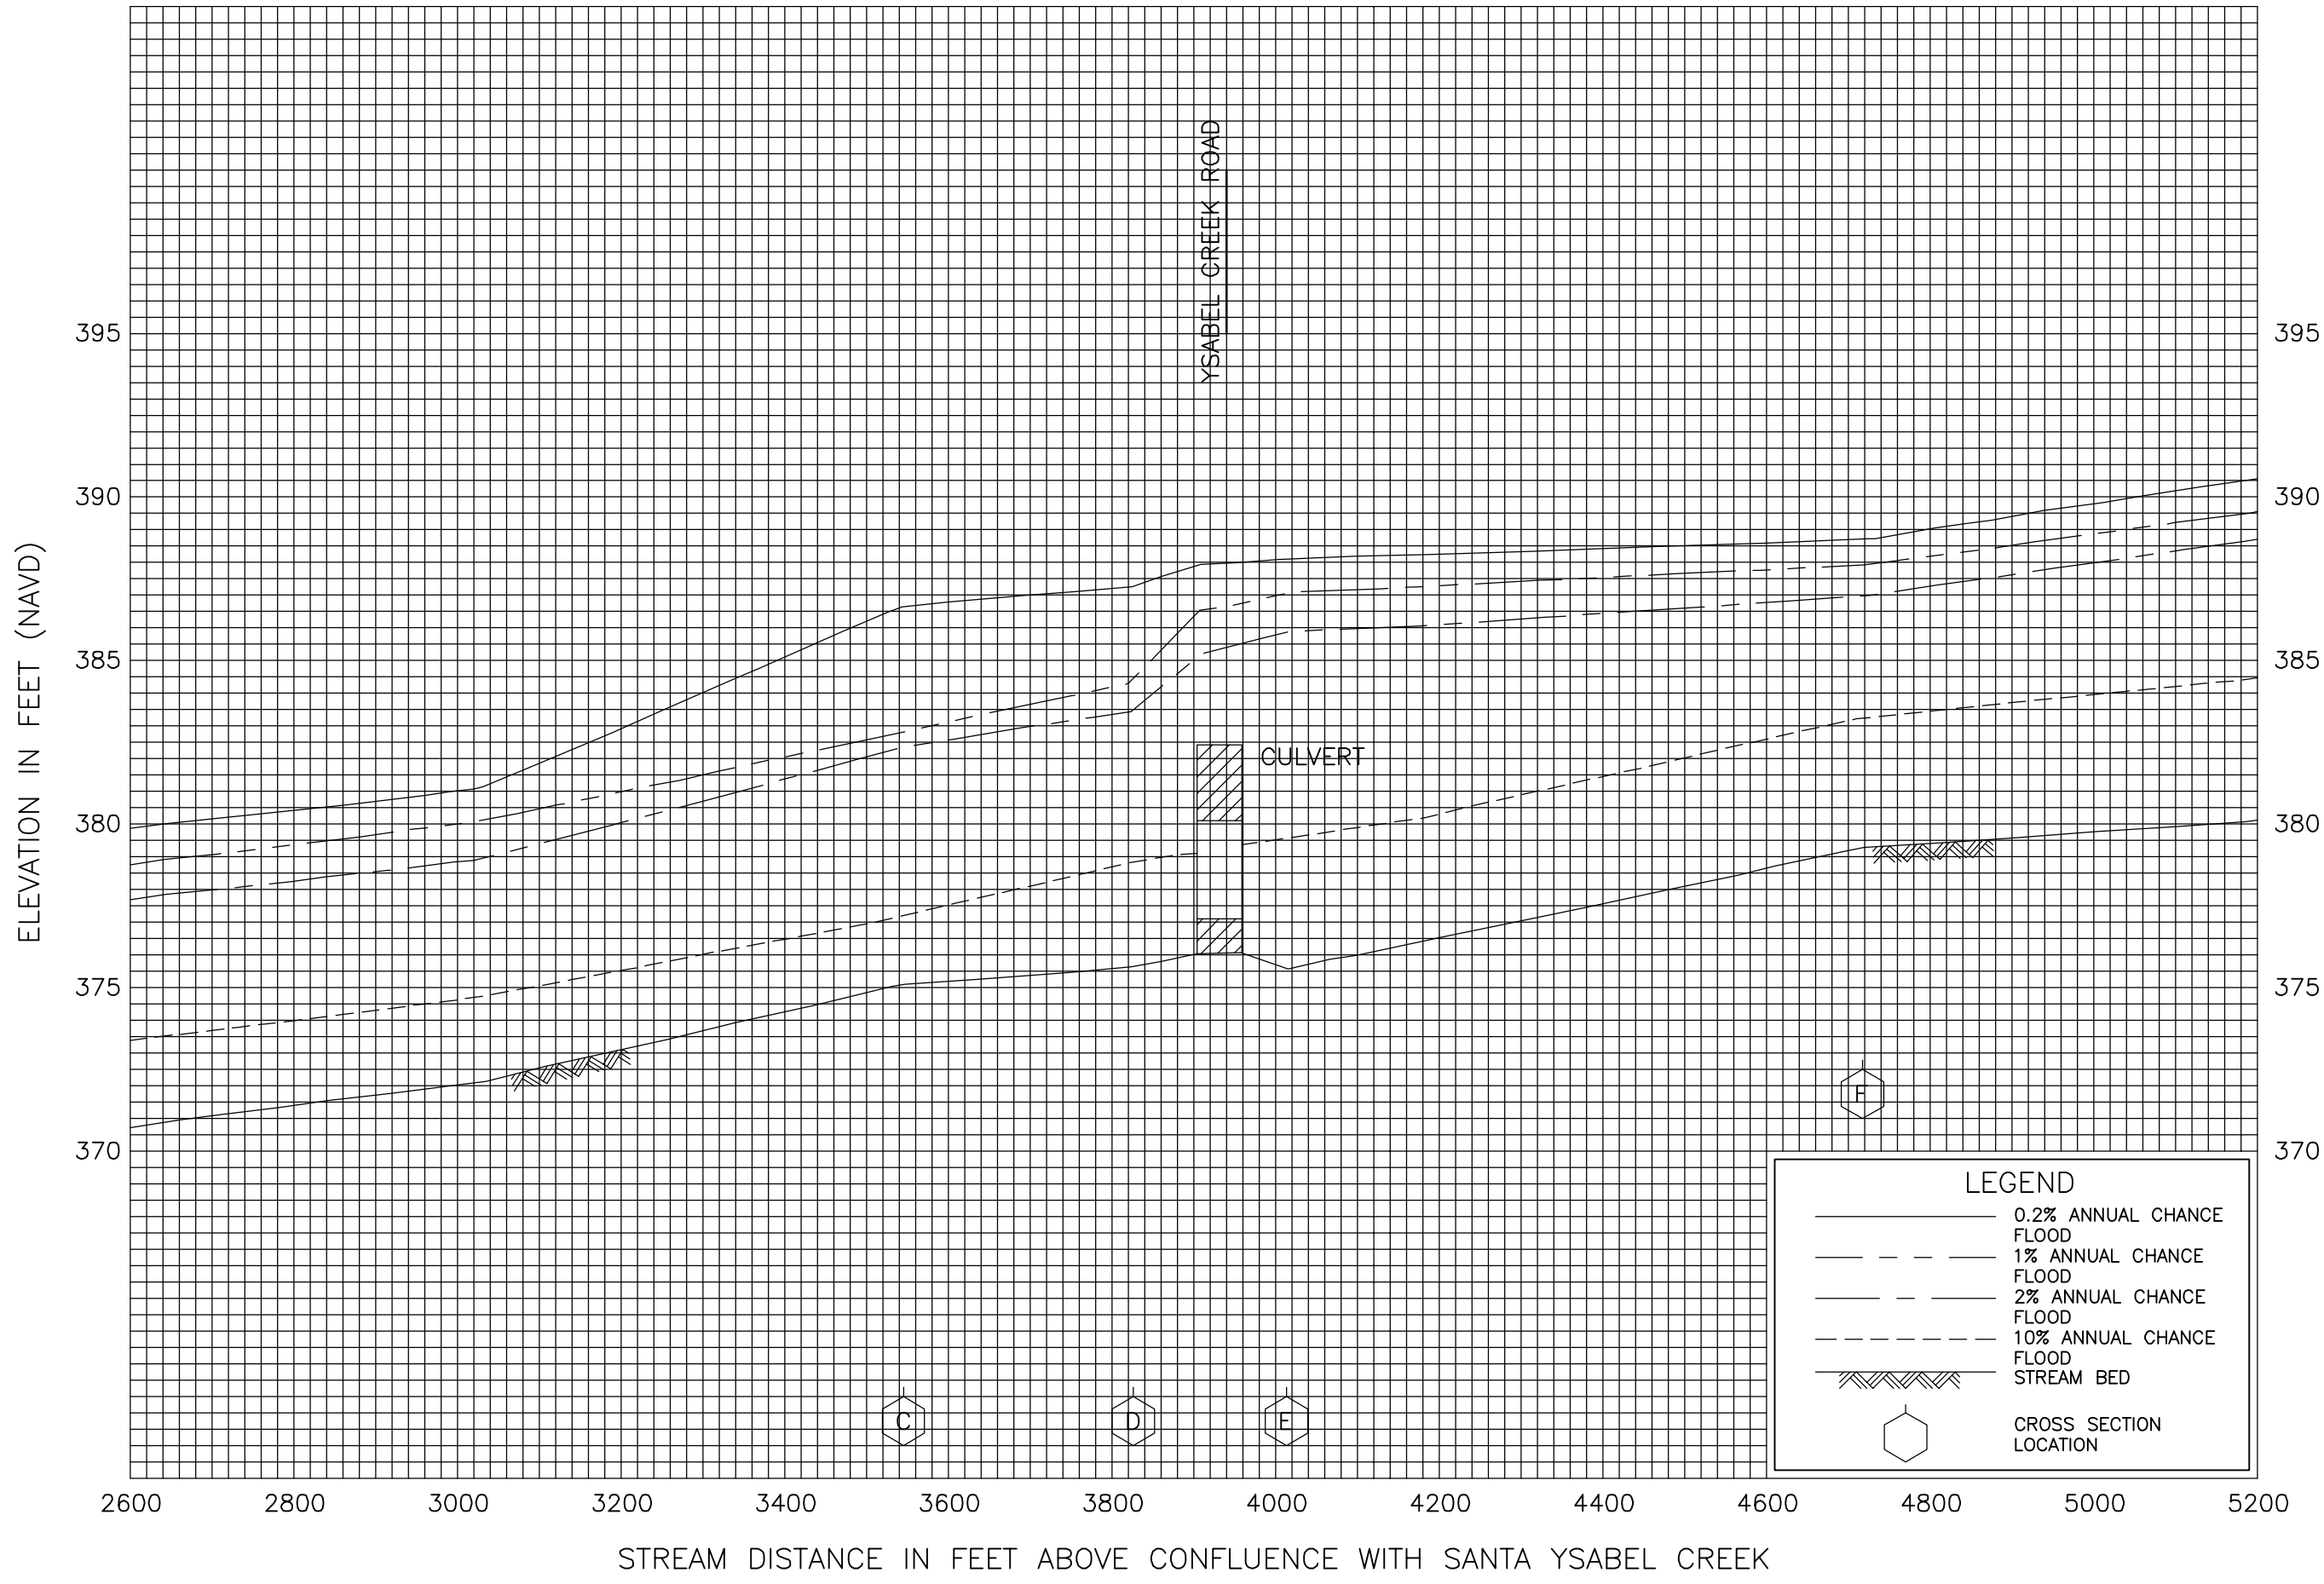 YSABEL CREEK ROAD
ELEVATION IN FEET (NAVD)
395
395
390
390
385
385
CULVERT
380
380
375
375
F
370
370
LEGEND
0.2% ANNUAL CHANCE
FLOOD
1% ANNUAL CHANCE
FLOOD
2% ANNUAL CHANCE
FLOOD
10% ANNUAL CHANCE
FLOOD
STREAM BED
CROSS SECTION
LOCATION
C
D
E
2600 2800 3000 3200 3400 3600 3800 4000 4200 4400 4600 4800 5000 5200
STREAM DISTANCE IN FEET ABOVE CONFLUENCE WITH SANTA YSABEL CREEK